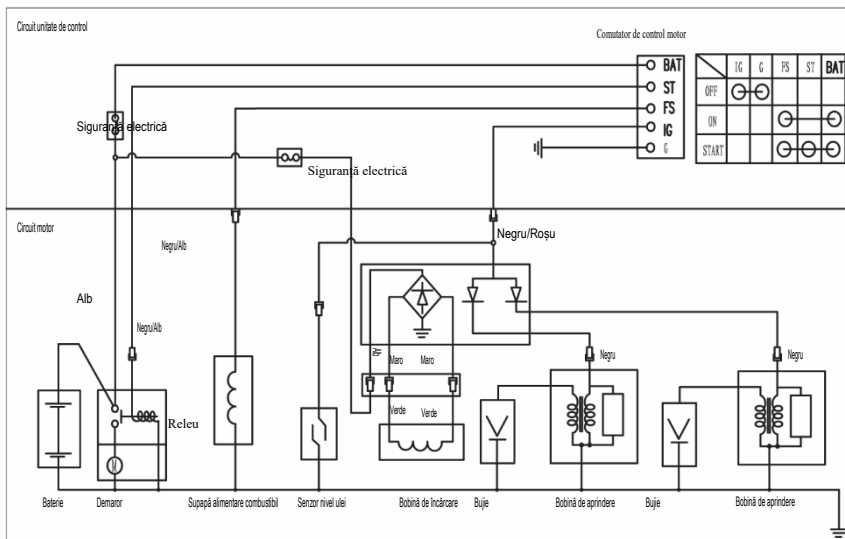 Circuit unitate de control
Comutator de control motor
BAT
ST
FS
IG
G
IG G FS ST BAT
OFF
ON
START
Siguranță electrică
Siguranță electrică
Circuit motor
Negru/Alb
Negru/Roșu
Alb
Negru/Alb
Maro Maro
Negru
Negru
Verde Verde
Releu
M
Baterie
Demaror
Supapă alimentare combustibil
Senzor nivel ulei
Bobină de încărcare
Bujie
Bobină de aprindere
Bujie
Bobină de aprindere